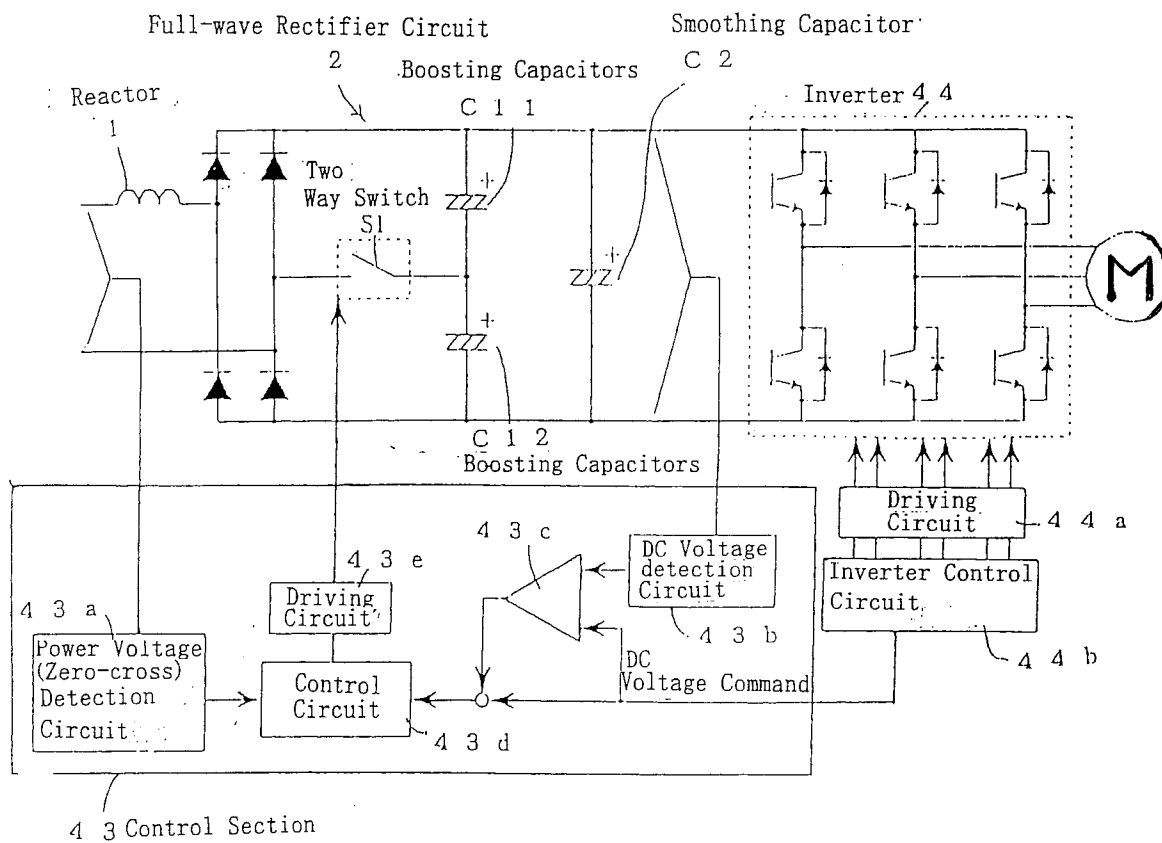 Full-wave Rectifier Circuit
2
Smoothing Capacitor
C 2
Boosting Capacitors
C 1 1
Reactor
1
Inverter 4 4
Two
Way Switch
S1
M
C 1 2
Boosting Capacitors
Driving
Circuit
4 4 a
4 3 c
DC Voltage
detection
Circuit
4 3 b
Inverter Control
Circuit
4 4 b
4 3 e
Driving
Circuit
4 3 a
Power Voltage
(Zero-cross)
Detection
Circuit
Control
Circuit
4 3 d
DC
Voltage Command
4 3 Control Section